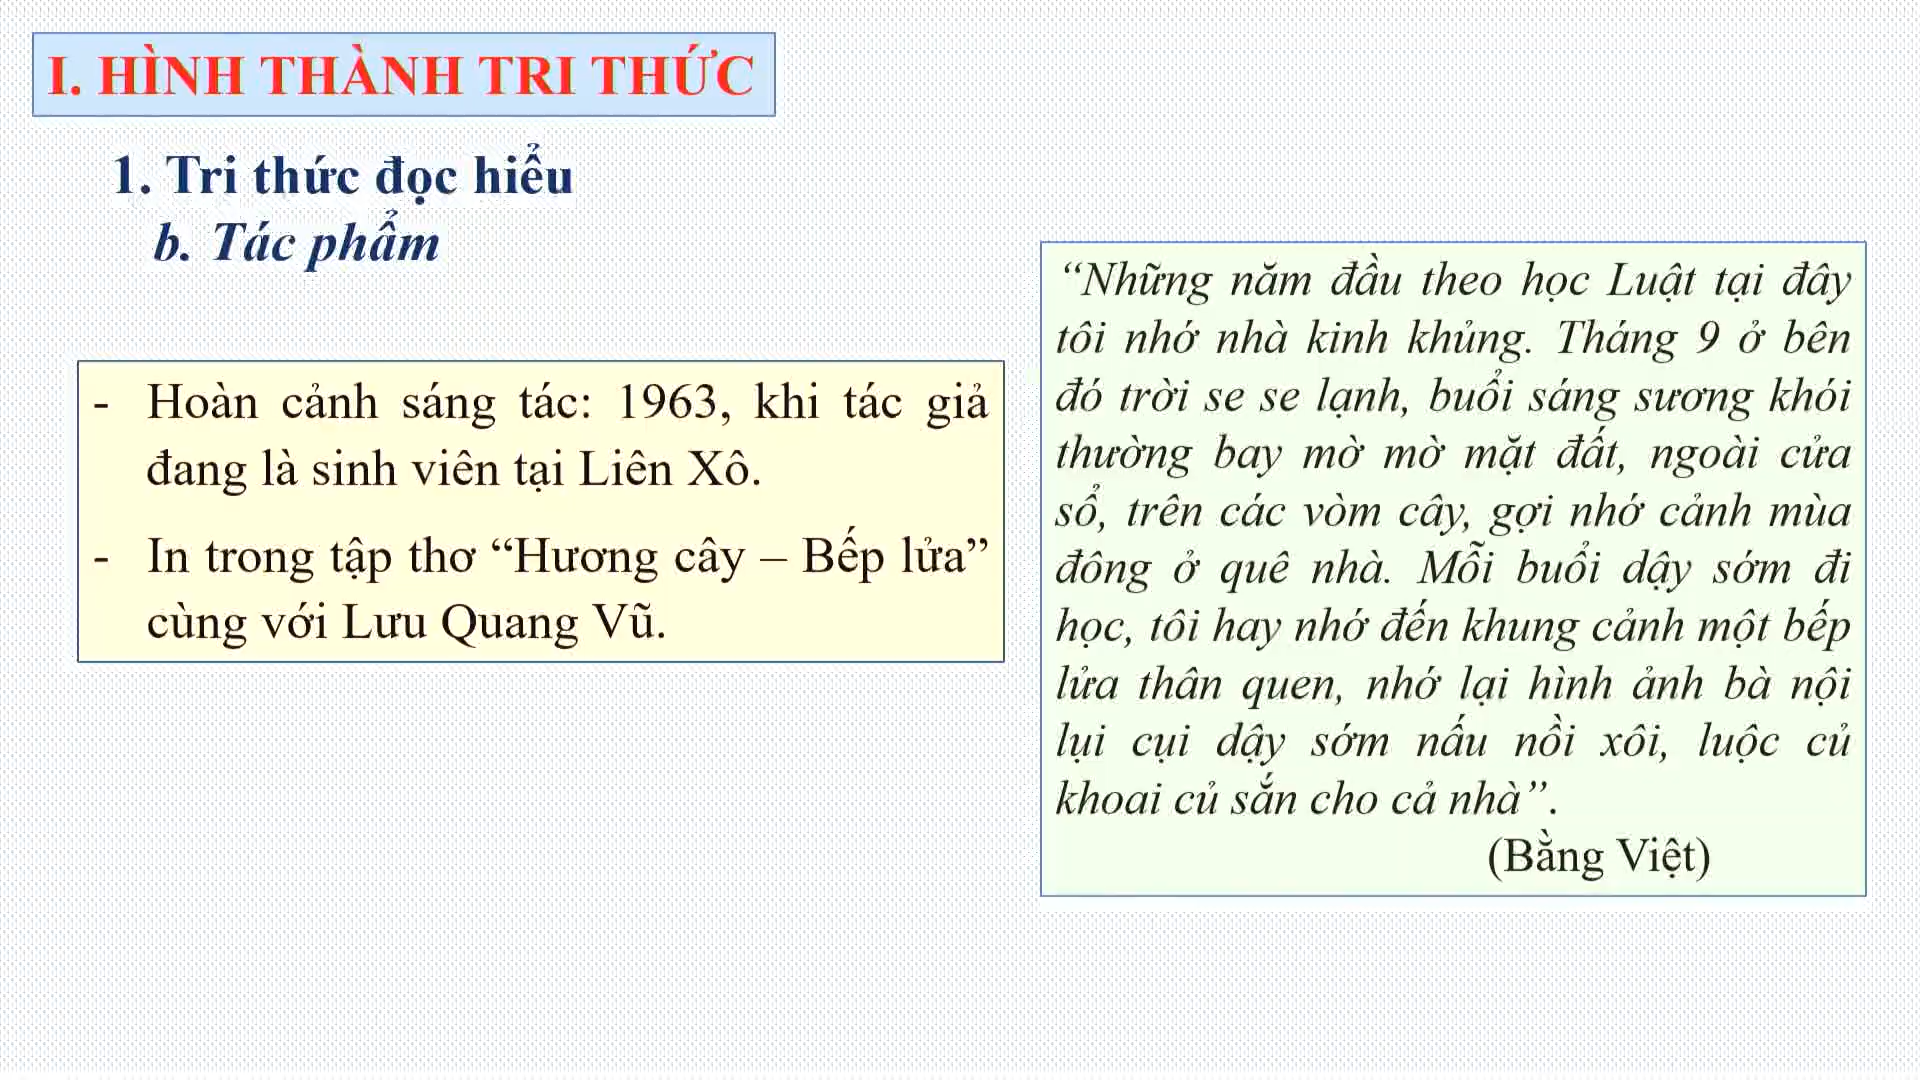 I. HÌNH THÀNH TRI THỨC
1. Tri thức đọc hiểu
b. Tác phẩm
- Hoàn cảnh sáng tác: 1963, khi tác giả
đang là sinh viên tại Liên Xô.
- In trong tập thơ “Hương cây – Bếp lửa”
cùng với Lưu Quang Vũ.
“Những năm đầu theo học Luật tại đây
tôi nhớ nhà kinh khủng. Tháng 9 ở bên
đó trời se se lạnh, buổi sáng sương khói
thường bay mờ mờ mặt đất, ngoài cửa
sổ, trên các vòm cây, gợi nhớ cảnh mùa
đông ở quê nhà. Mỗi buổi dậy sớm đi
học, tôi hay nhớ đến khung cảnh một bếp
lửa thân quen, nhớ lại hình ảnh bà nội
lụi cụi dậy sớm nấu nồi xôi, luộc củ
khoai củ sắn cho cả nhà”.
(Bằng Việt)